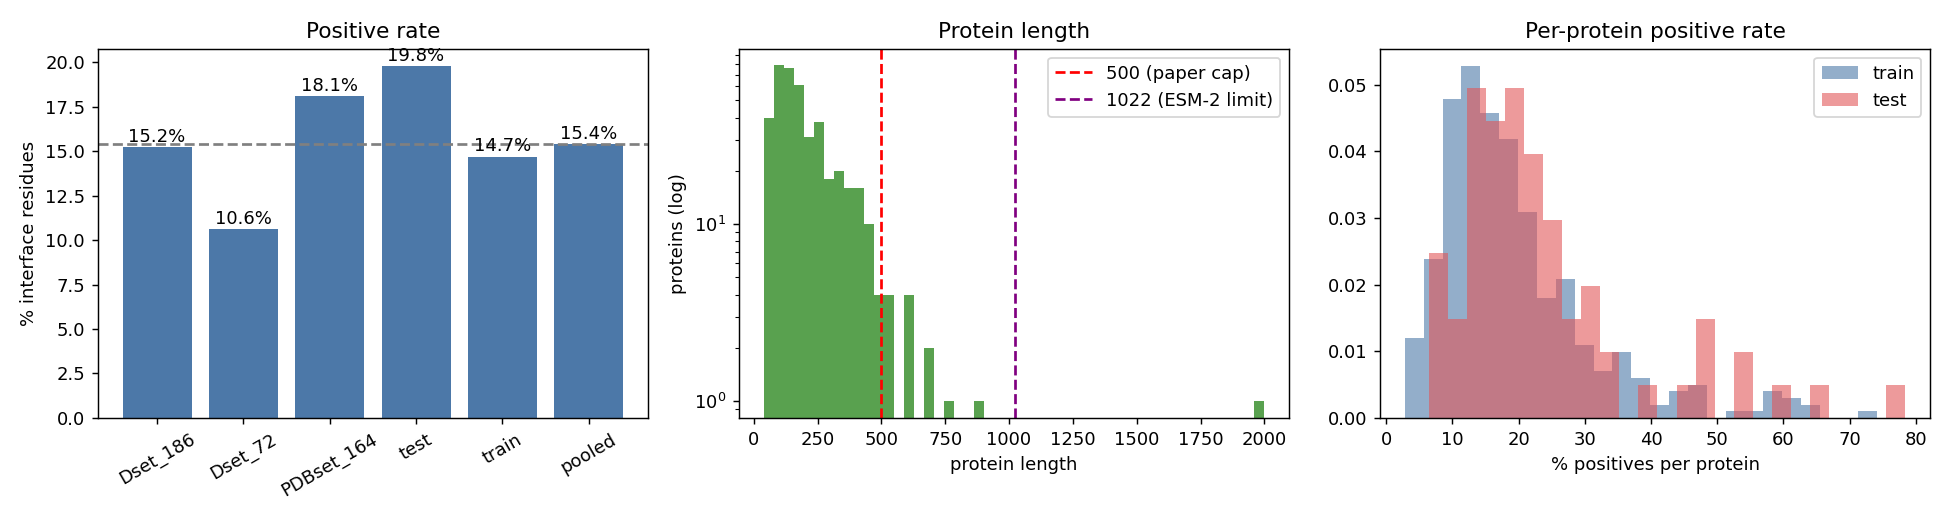 Positive rate
% interface residues
20.0
17.5
15.0
12.5
10.0
7.5
5.0
2.5
0.0
15.2%
10.6%
18.1%
19.8%
14.7%
15.4%
Dset_186
Dset_72
PDBset_164
test
train
pooled
Protein length
proteins (log)
10^1
10^0
500 (paper cap)
1022 (ESM-2 limit)
0 250 500 750 1000 1250 1500 1750 2000
protein length
Per-protein positive rate
0.05
0.04
0.03
0.02
0.01
0.00
train
test
0 10 20 30 40 50 60 70 80
% positives per protein